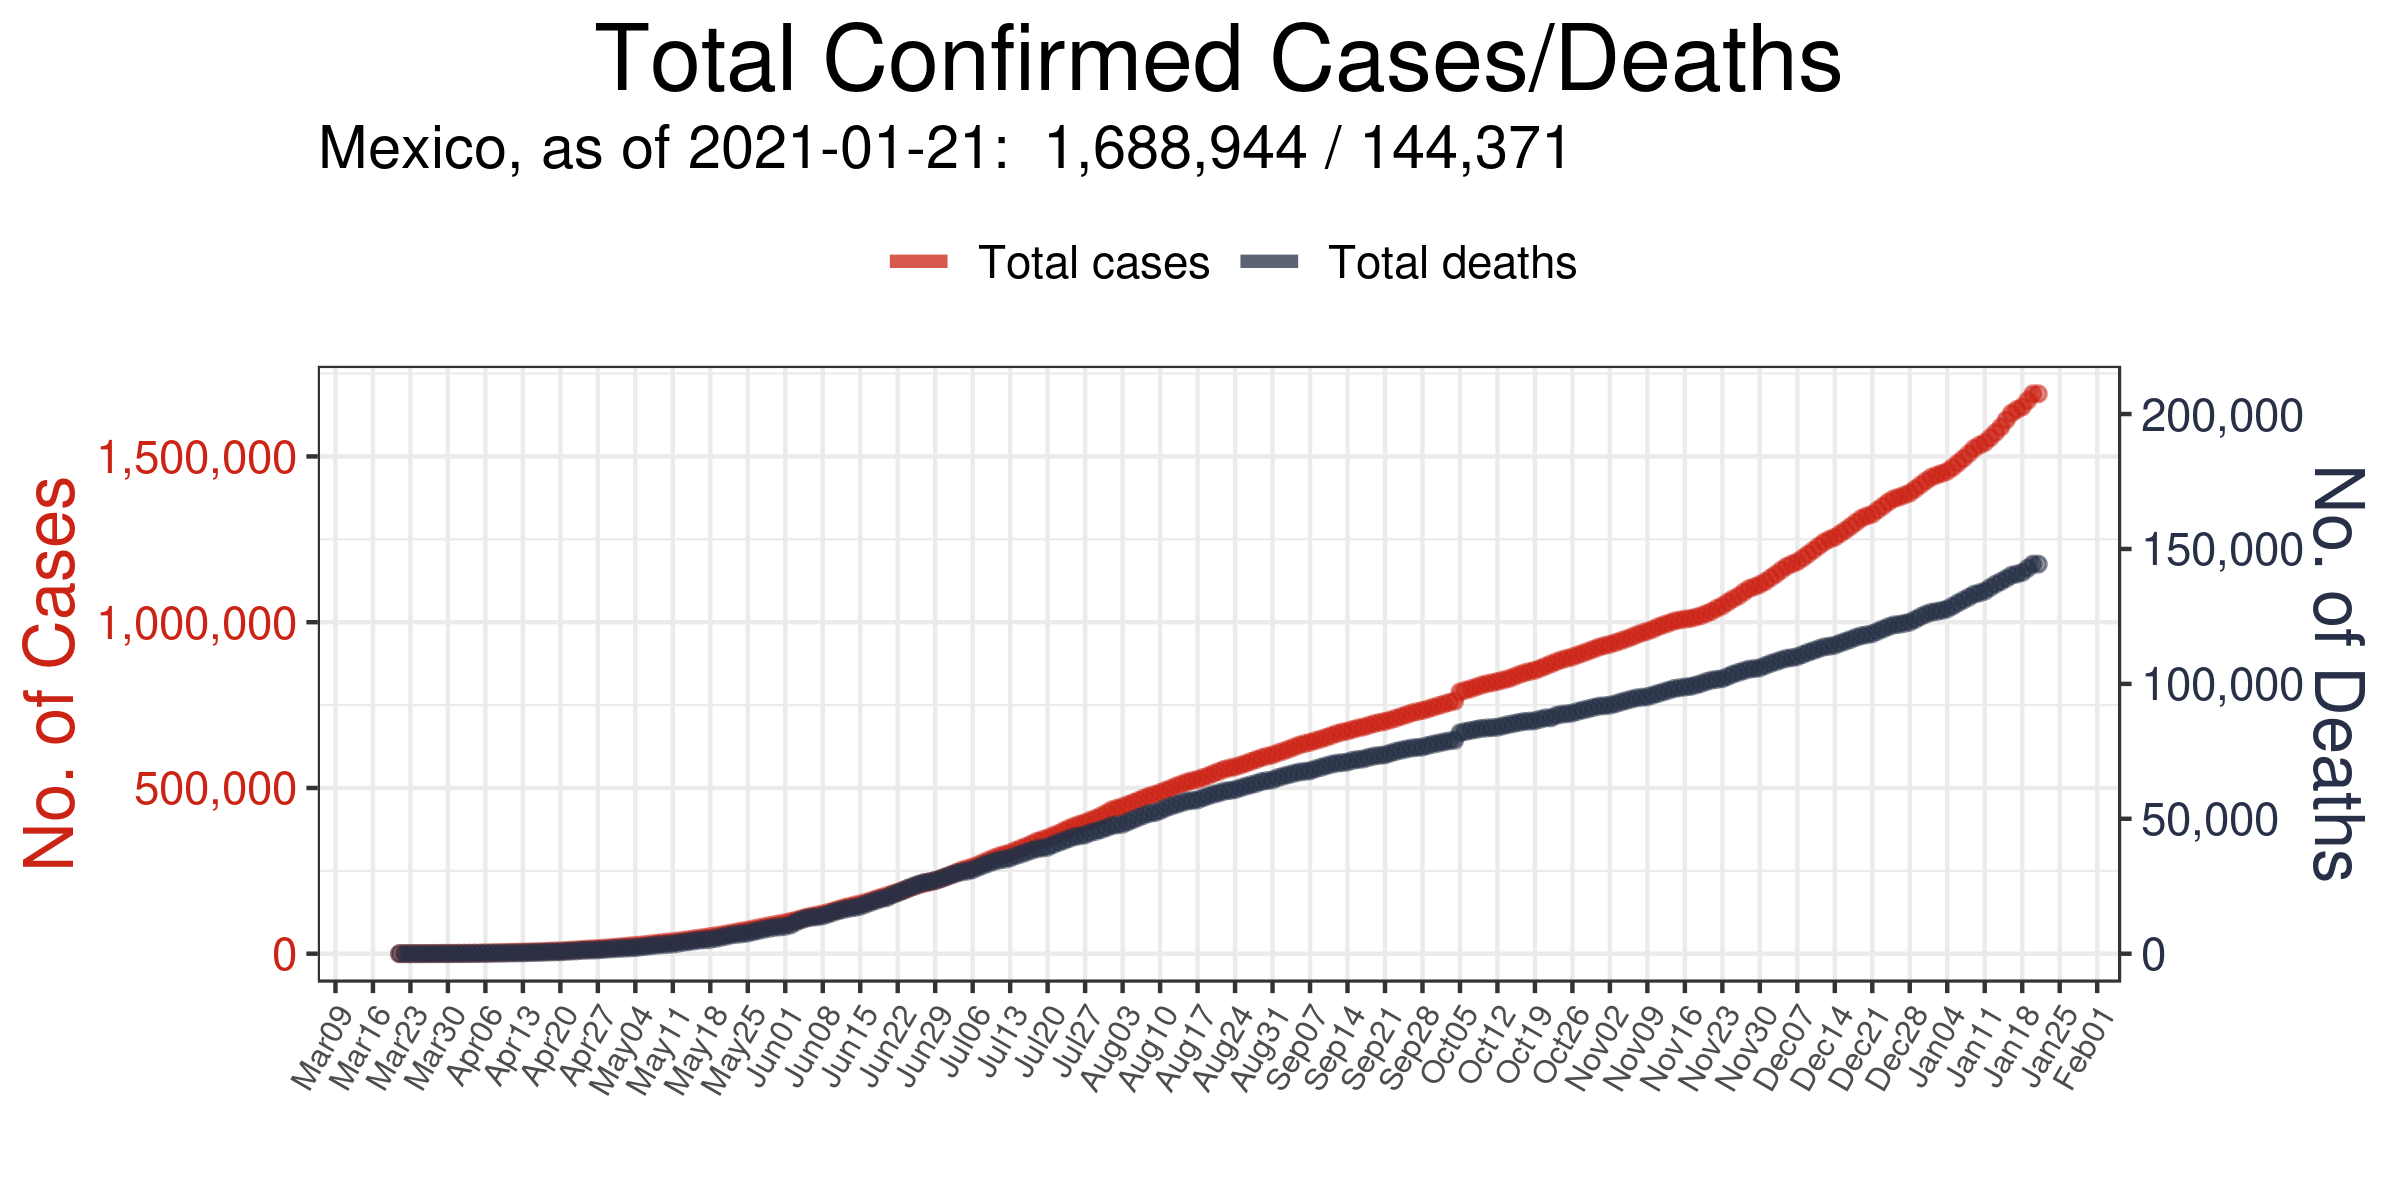 Total Confirmed Cases/Deaths
Mexico, as of 2021-01-21:  1,688,944 / 144,371
Total cases
Total deaths
No. of Cases
1,500,000
1,000,000
500,000
0
200,000
150,000
100,000
50,000
0
No. of Deaths
Mar09
Mar16
Mar23
Mar30
Apr06
Apr13
Apr20
Apr27
May04
May11
May18
May25
Jun01
Jun08
Jun15
Jun22
Jun29
Jul06
Jul13
Jul20
Jul27
Aug03
Aug10
Aug17
Aug24
Aug31
Sep07
Sep14
Sep21
Sep28
Oct05
Oct12
Oct19
Oct26
Nov02
Nov09
Nov16
Nov23
Nov30
Dec07
Dec14
Dec21
Dec28
Jan04
Jan11
Jan18
Jan25
Feb01